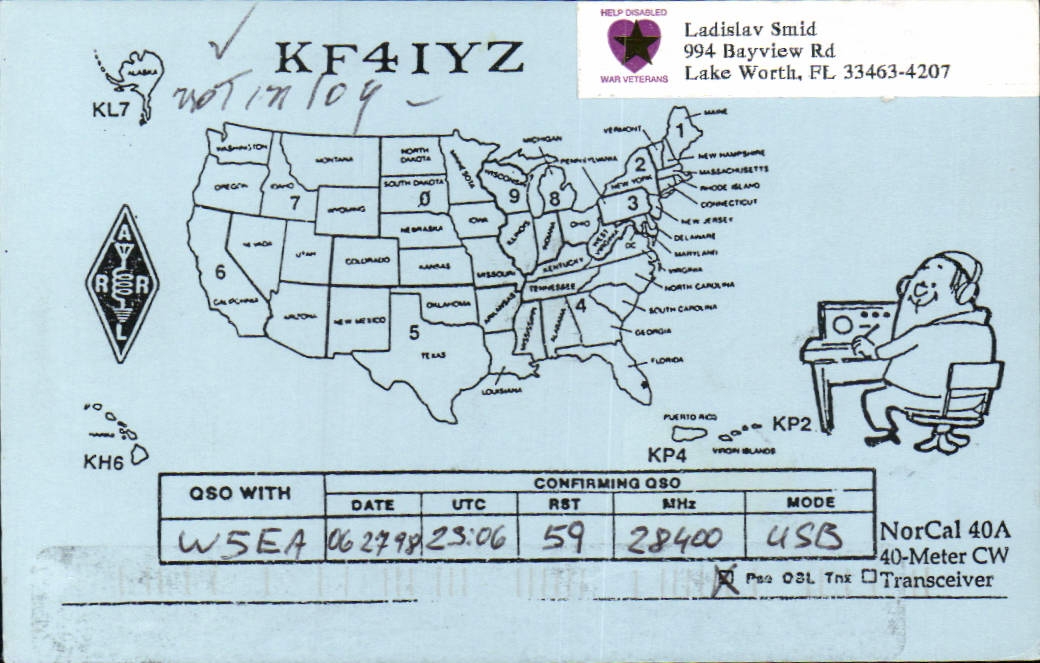 HELP DISABLED
WAR VETERANS
Ladislav Smid
994 Bayview Rd
Lake Worth, FL 33463-4207
KF4IYZ
not in log -
ALASKA
KL7
MAINE
1
VERMONT
MICHIGAN
PENNSYLVANIA
NEW HAMPSHIRE
MASSACHUSETTS
RHODE ISLAND
CONNECTICUT
NEW JERSEY
DELAWARE
MARYLAND
VIRGINIA
NORTH CAROLINA
SOUTH CAROLINA
GEORGIA
FLORIDA
WASHINGTON
MONTANA
NORTH DAKOTA
MINNESOTA
WISCONSIN
9
8
2
NEW YORK
3
OREGON
IDAHO
7
WYOMING
SOUTH DAKOTA
Ø
IOWA
NEBRASKA
ILLINOIS
INDIANA
OHIO
WEST VIRGINIA
DC
6
CALIFORNIA
NEVADA
UTAH
COLORADO
KANSAS
MISSOURI
KENTUCKY
TENNESSEE
ARIZONA
NEW MEXICO
OKLAHOMA
ARKANSAS
MISSISSIPPI
ALABAMA
4
5
TEXAS
LOUISIANA
A
R R
L
HAWAII
KH6
PUERTO RICO
KP4
VIRGIN ISLANDS
KP2
QSO WITH
CONFIRMING QSO
DATE UTC RST MHz MODE
W5EA 06 27 98 23:06 59 28400 USB
NorCal 40A
40-Meter CW
Transceiver
Pse QSL Tnx